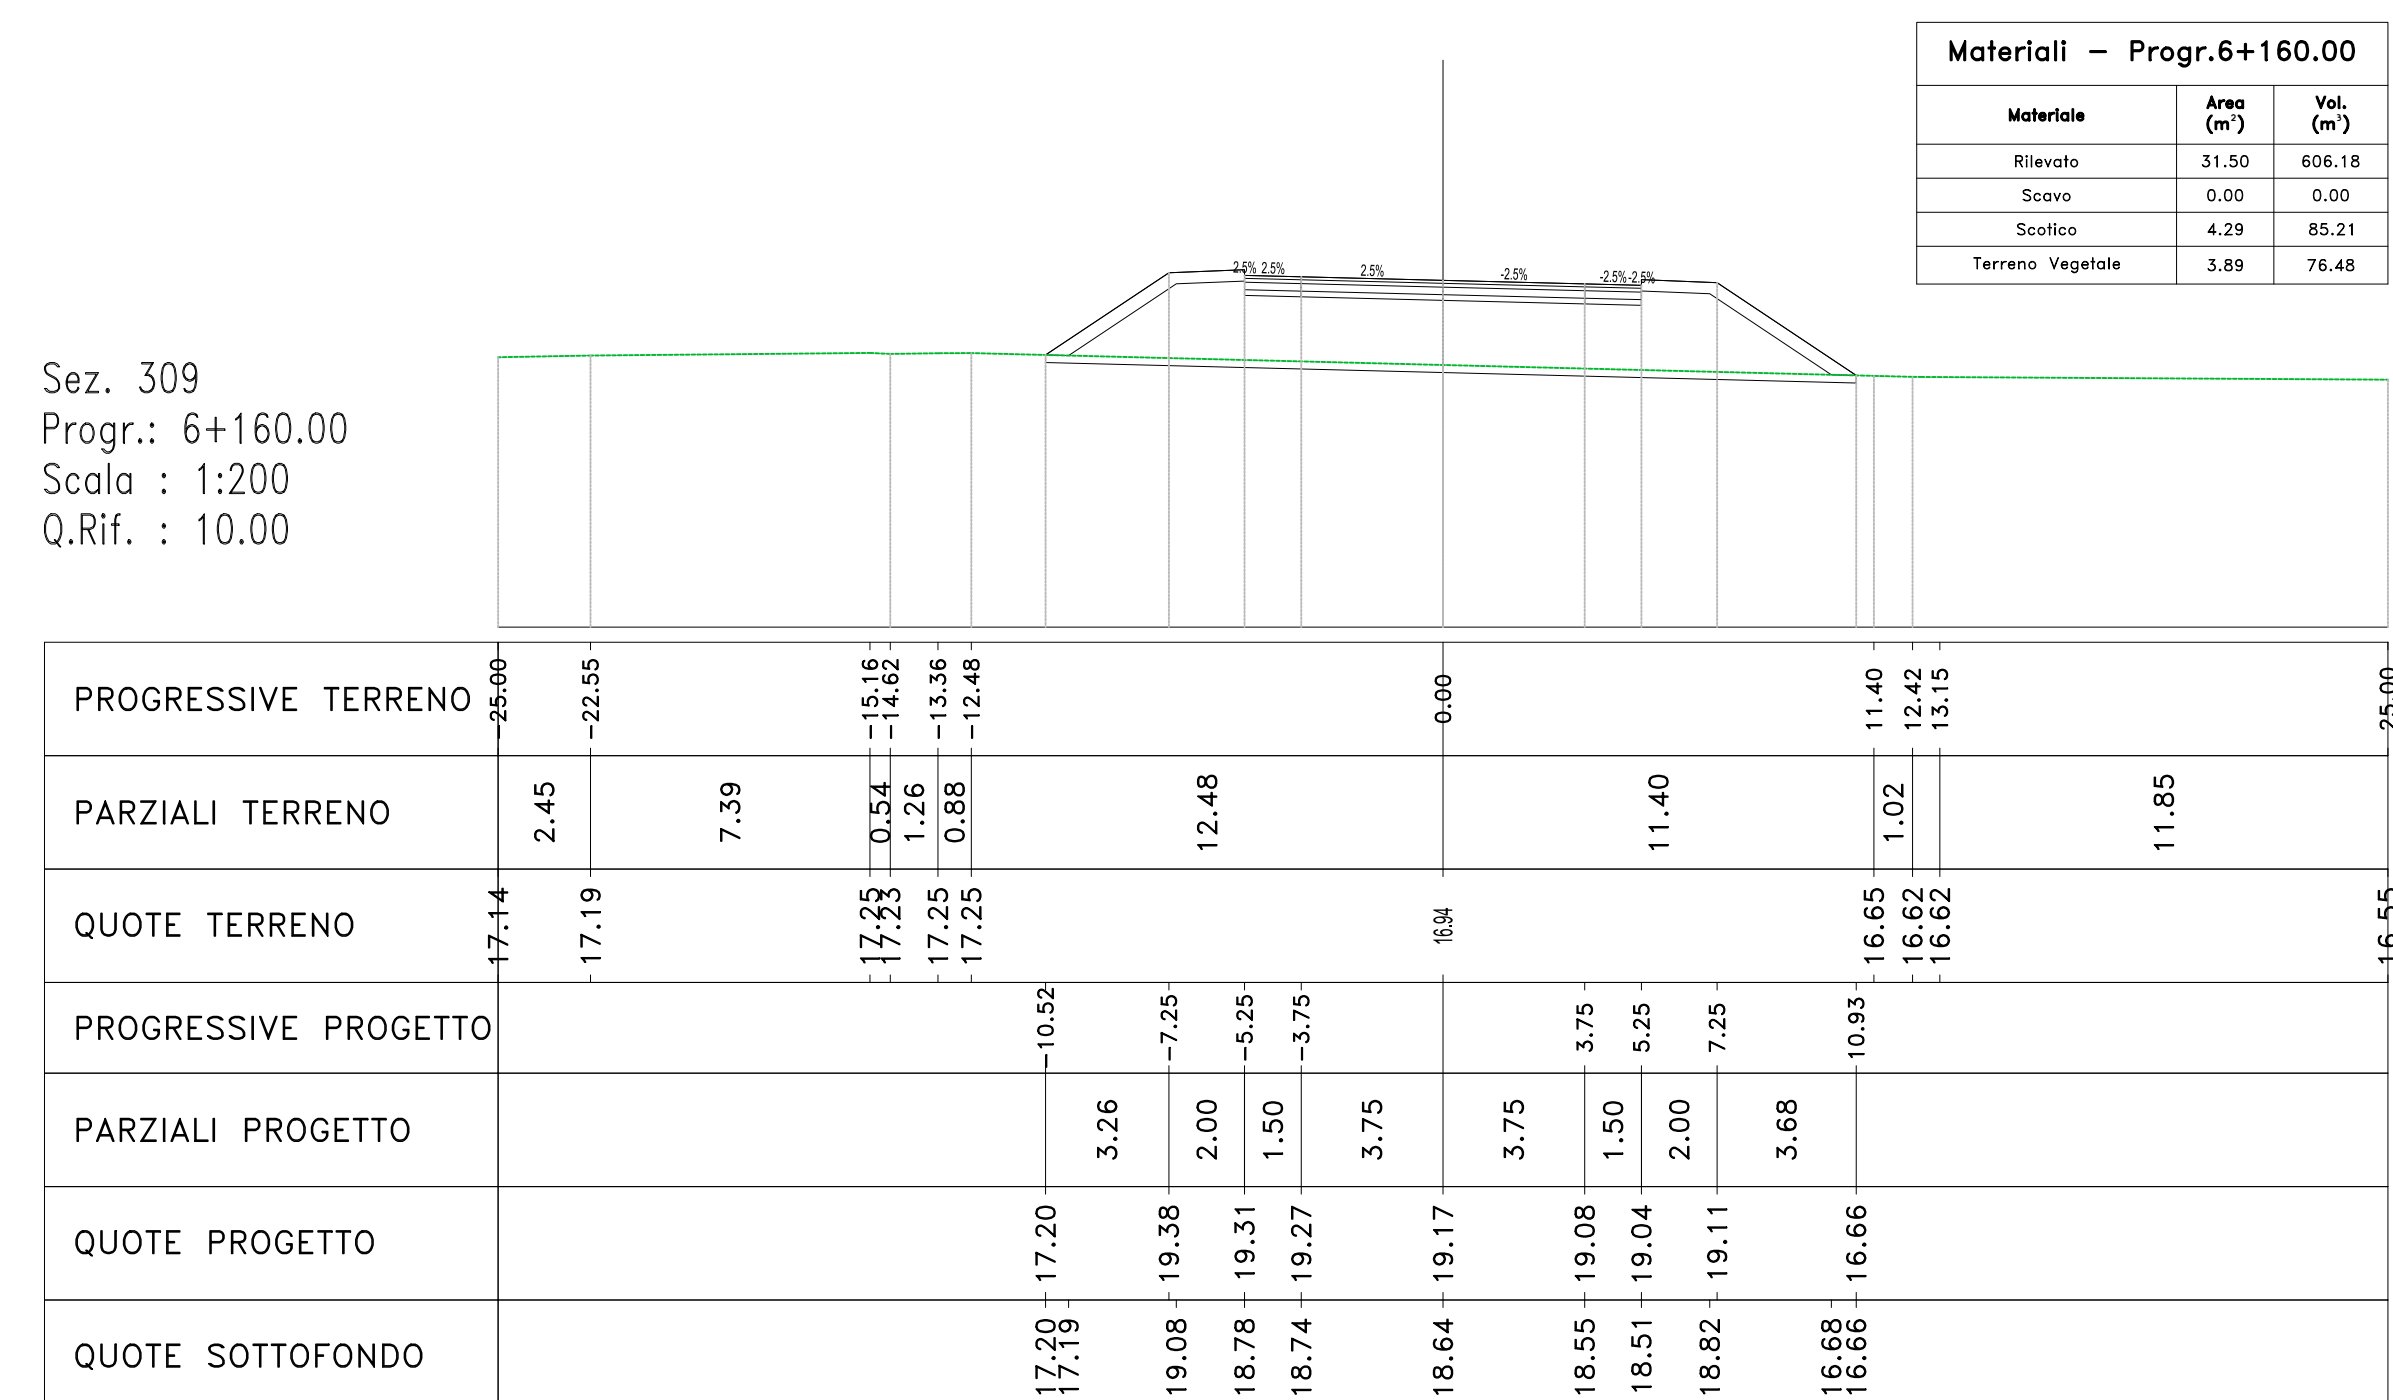 Materiali – Progr.6+160.00
Materiale Area (m²) Vol. (m³)
Rilevato 31.50 606.18
Scavo 0.00 0.00
Scotico 4.29 85.21
Terreno Vegetale 3.89 76.48
2.5% 2.5% 2.5% -2.5% -2.5% -2.5%
Sez. 309
Progr.: 6+160.00
Scala : 1:200
Q.Rif. : 10.00
PROGRESSIVE TERRENO -25.00 -22.55 -15.16 -14.62 -13.36 -12.48 0.00 11.40 12.42 13.15 25.00
PARZIALI TERRENO 2.45 7.39 0.54 1.26 0.88 12.48 11.40 1.02 11.85
QUOTE TERRENO 17.14 17.19 17.25 17.23 17.25 17.25 16.94 16.65 16.62 16.62 16.55
PROGRESSIVE PROGETTO -10.52 -7.25 -5.25 -3.75 3.75 5.25 7.25 10.93
PARZIALI PROGETTO 3.26 2.00 1.50 3.75 3.75 1.50 2.00 3.68
QUOTE PROGETTO 17.20 19.38 19.31 19.27 19.17 19.08 19.04 19.11 16.66
QUOTE SOTTOFONDO 17.20 17.19 19.08 18.78 18.74 18.64 18.55 18.51 18.82 16.68 16.66